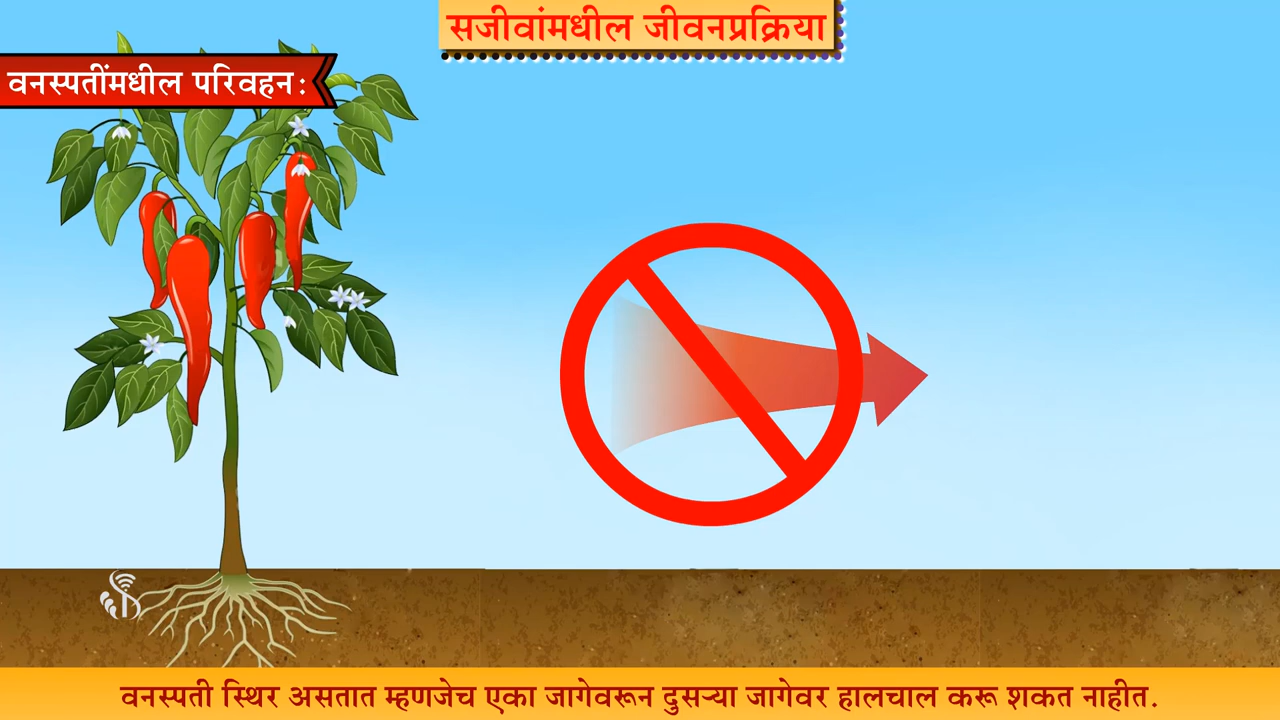 सजीवांमधील जीवनप्रक्रिया
वनस्पतींमधील परिवहन:
वनस्पती स्थिर असतात म्हणजेच एका जागेवरून दुसऱ्या जागेवर हालचाल करू शकत नाहीत.